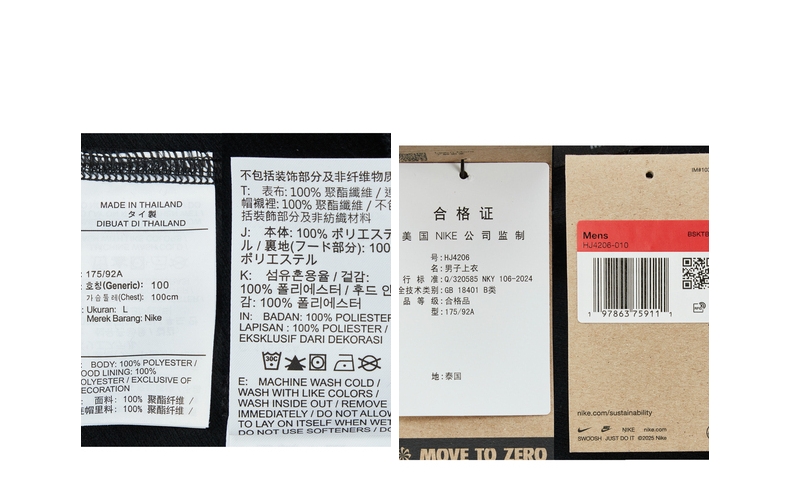 MADE IN THAILAND
タイ製
DIBUAT DI THAILAND
: 175/92A
호칭(Generic): 100
가슴둘레(Chest): 100cm
Ukuran: L
Merek Barang: Nike
BODY: 100% POLYESTER /
OOD LINING: 100%
OLYESTER / EXCLUSIVE OF
ECORATION
面料: 100% 聚酯纤维 /
帽里料: 100% 聚酯纤维 /
不包括装饰部分及非纤维物质
T: 表布: 100% 聚酯纖維 /
帽襯裡: 100% 聚酯纖維 / 不
括裝飾部分及非紡織材料
J: 本体: 100% ポリエステ
ル / 裏地(フード部分): 100
ポリエステル
K: 섬유혼용율 / 겉감:
100% 폴리에스터 / 후드 안
감: 100% 폴리에스터
IN: BADAN: 100% POLIESTER
LAPISAN : 100% POLIESTER /
EKSKLUSIF DARI DEKORASI
30C
E: MACHINE WASH COLD /
WASH WITH LIKE COLORS /
WASH INSIDE OUT / REMOVE
IMMEDIATELY / DO NOT ALLOW
TO LAY ON ITSELF WHEN WET
DO NOT USE SOFTENERS / DO
合格证
美国 NIKE 公司监制
号: HJ4206
名: 男子上衣
行标准: Q/320585 NKY 106-2024
全技术类别: GB 18401 B类
品等级: 合格品
型: 175/92A
地: 泰国
MOVE TO ZERO
Mens
HJ4206-010
1 97863 75911 1
nike.com/sustainability
NIKE nike.com
SWOOSH JUST DO IT ©2025 Nike